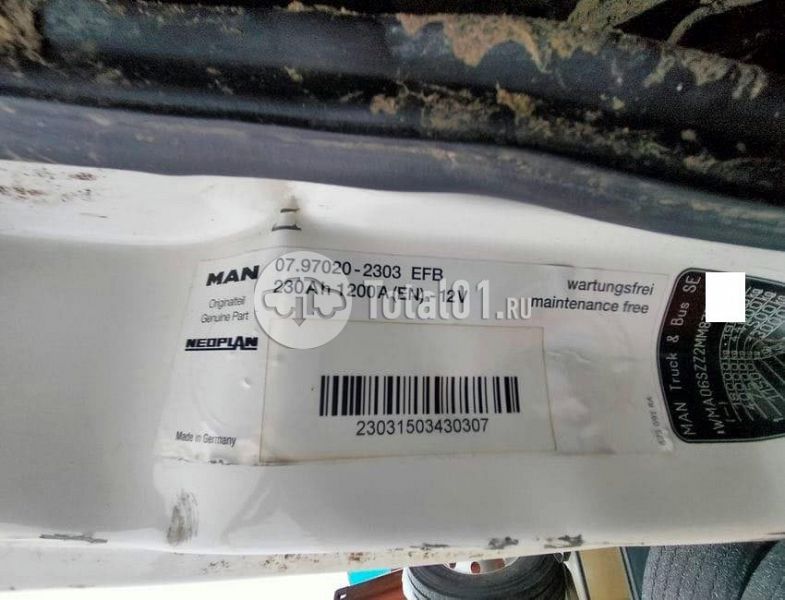 MAN
Originalteil
Genuine Part
NEOPLAN
07.97020-2303 EFB
230Ah 1200A (EN) 12V
Total01.RU
wartungsfrei
maintenance free
23031503430307
Made in Germany
MAN Truck & Bus SE